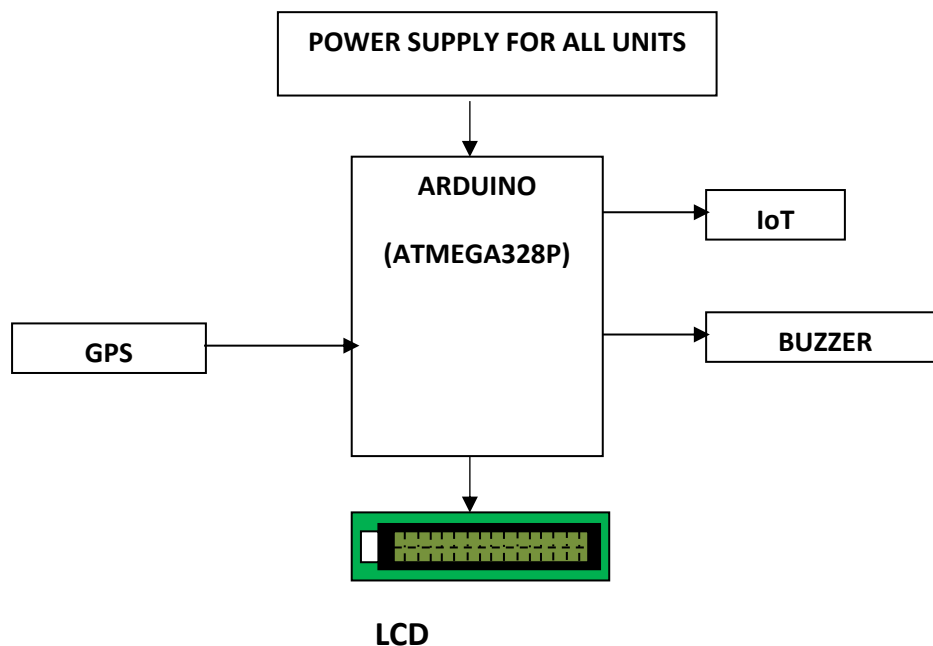 POWER SUPPLY FOR ALL UNITS
ARDUINO
(ATMEGA328P)
IoT
GPS
BUZZER
LCD